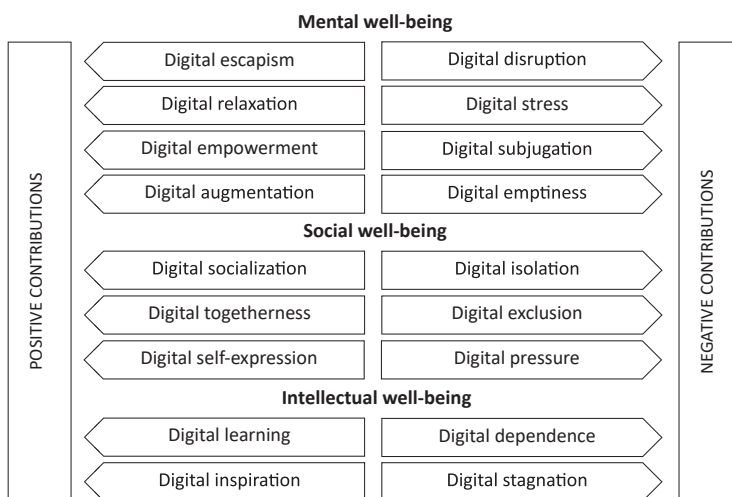 Mental well-being
POSITIVE CONTRIBUTIONS
Digital escapism
Digital disruption
Digital relaxation
Digital stress
Digital empowerment
Digital subjugation
Digital augmentation
Digital emptiness
Social well-being
Digital socialization
Digital isolation
Digital togetherness
Digital exclusion
Digital self-expression
Digital pressure
Intellectual well-being
Digital learning
Digital dependence
Digital inspiration
Digital stagnation
NEGATIVE CONTRIBUTIONS